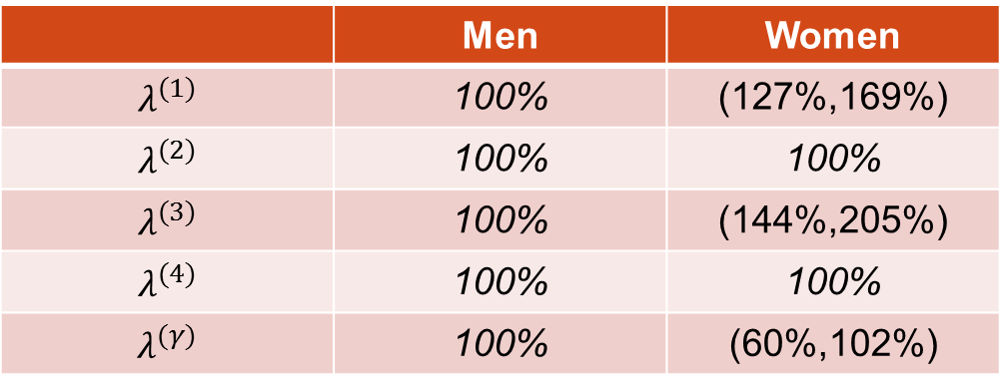 Men Women
λ⁽¹⁾ 100% (127%,169%)
λ⁽²⁾ 100% 100%
λ⁽³⁾ 100% (144%,205%)
λ⁽⁴⁾ 100% 100%
λ⁽ᵞ⁾ 100% (60%,102%)